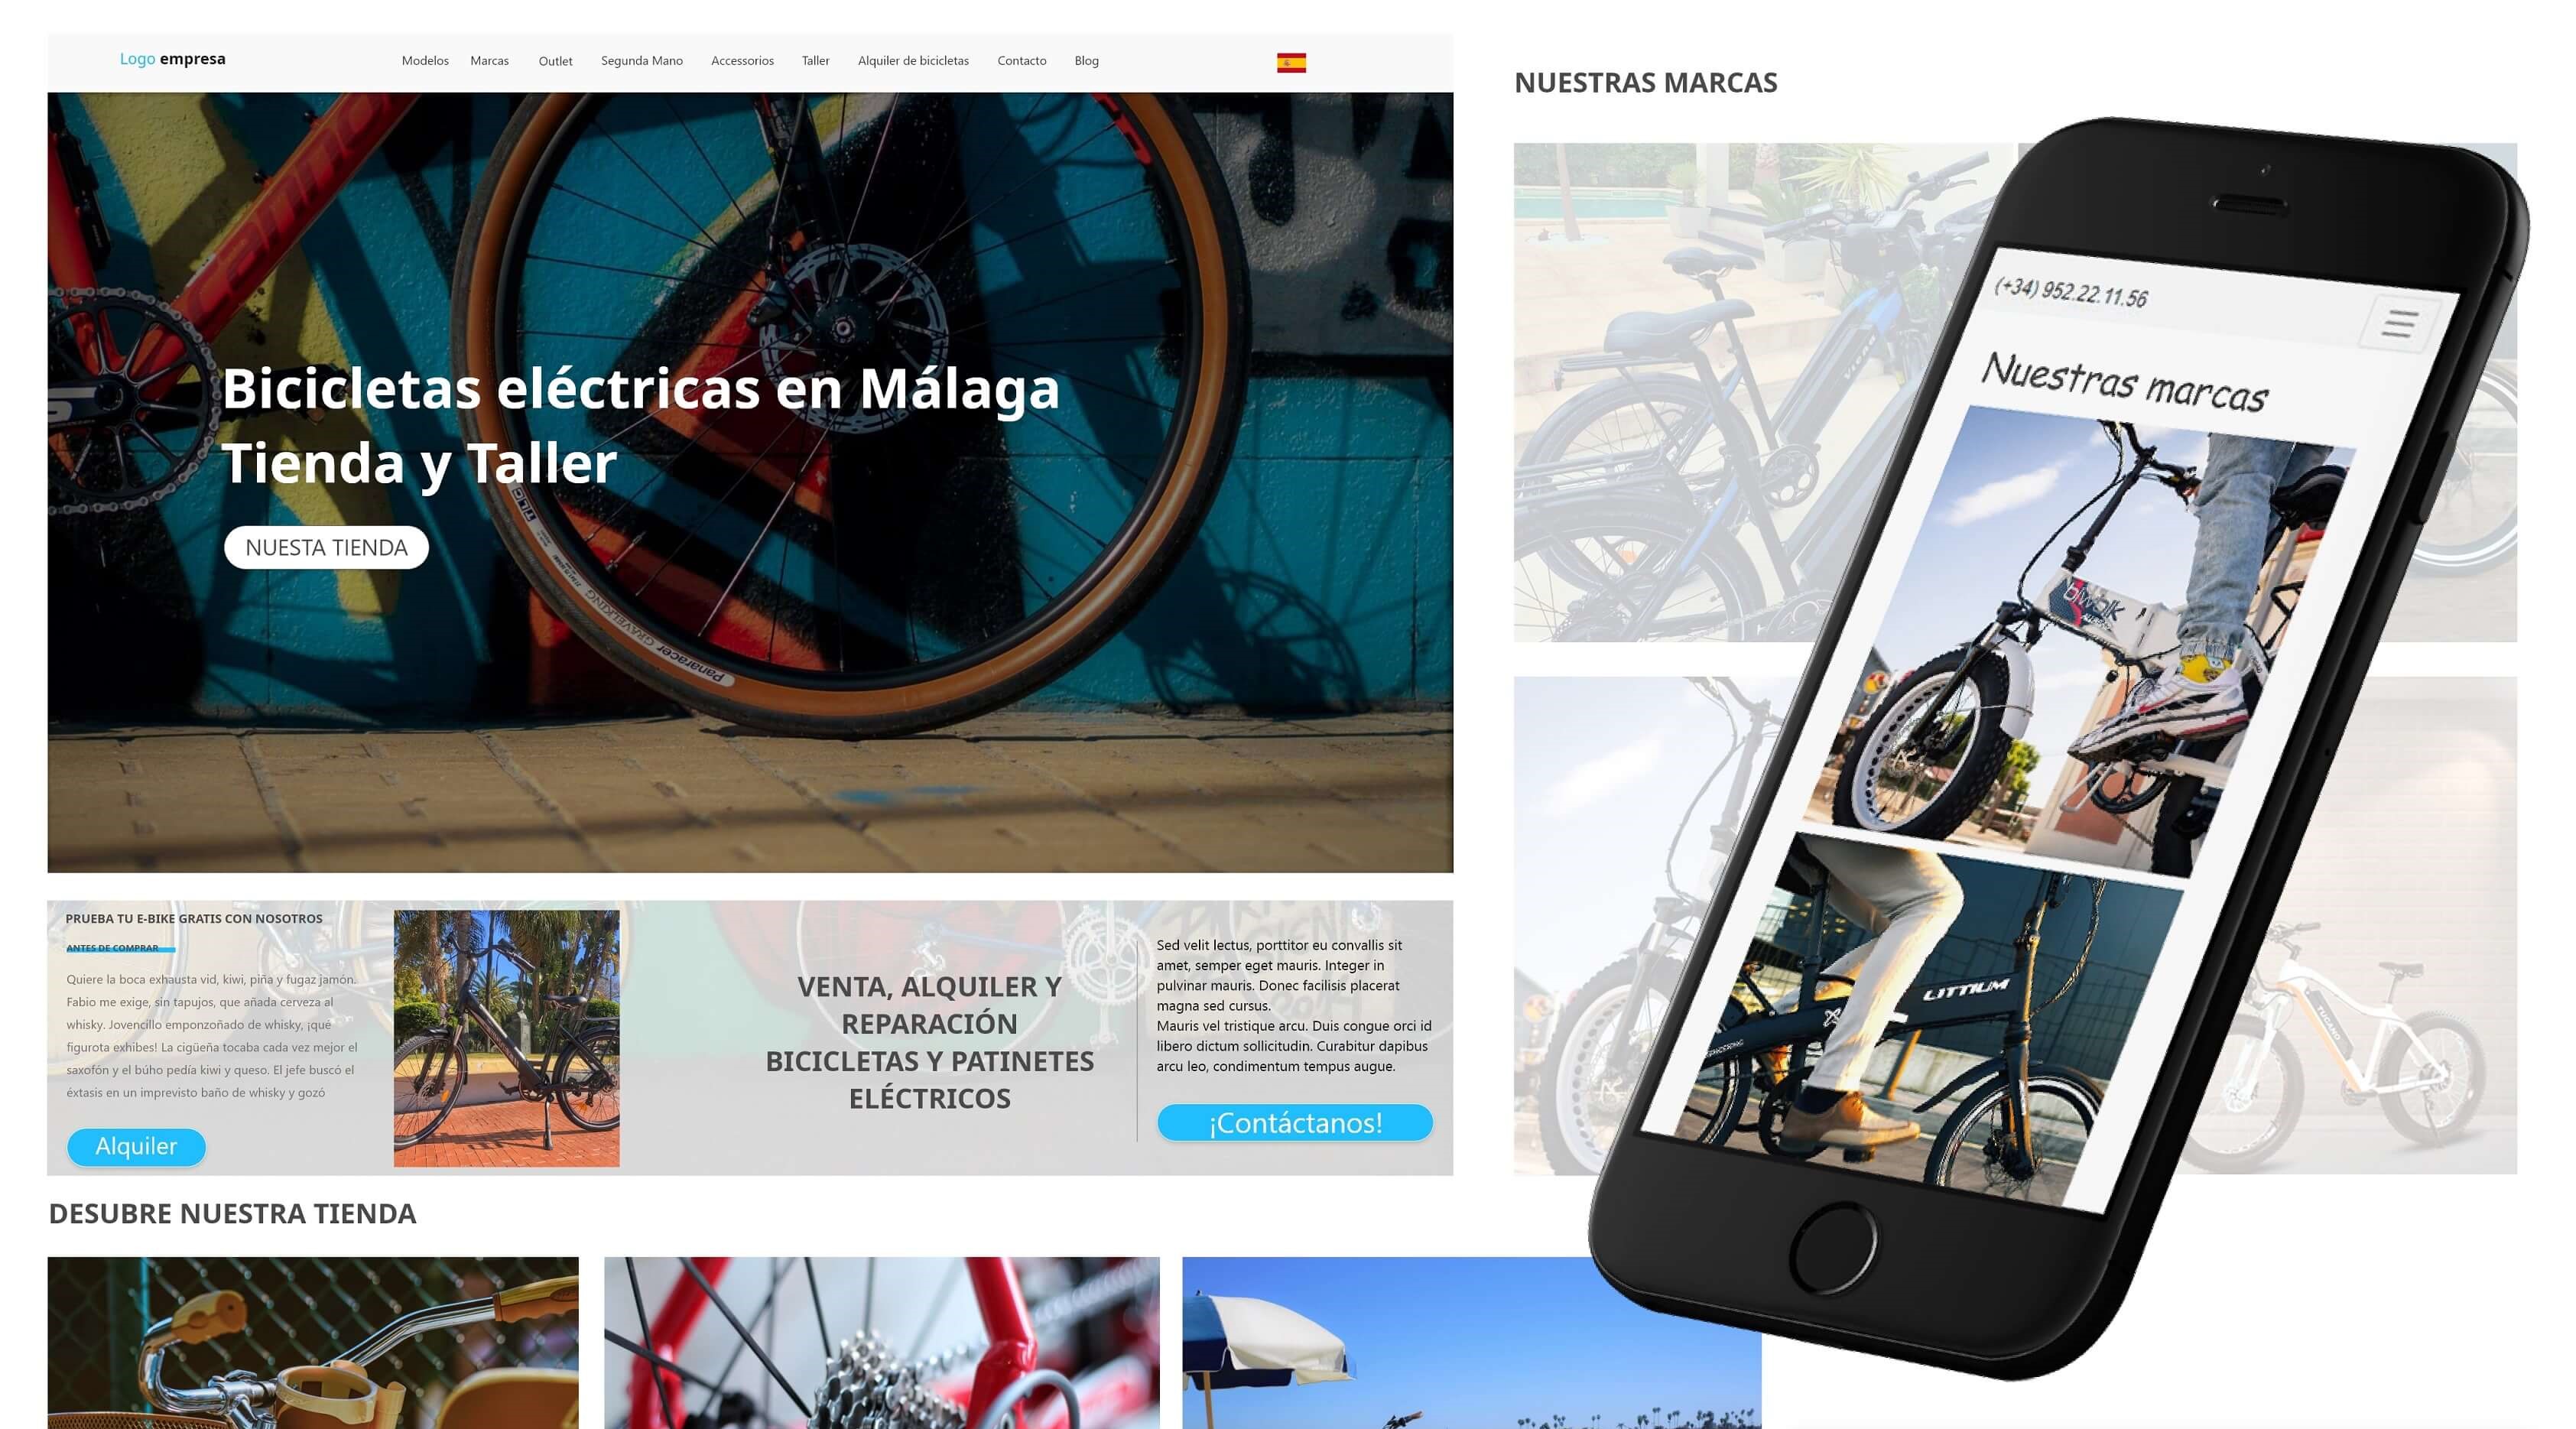 Logo empresa
Modelos Marcas Outlet Segunda Mano Accessorios Taller Alquiler de bicicletas Contacto Blog
Bicicletas eléctricas en Málaga
Tienda y Taller
NUESTA TIENDA
Panaracer GRAVELKING
PRUEBA TU E-BIKE GRATIS CON NOSOTROS
ANTES DE COMPRAR
Quiere la boca exhausta vid, kiwi, piña y fugaz jamón.
Fabio me exige, sin tapujos, que añada cerveza al
whisky. Jovencillo emponzoñado de whisky, ¡qué
figurota exhibes! La cigüeña tocaba cada vez mejor el
saxofón y el búho pedía kiwi y queso. El jefe buscó el
éxtasis en un imprevisto baño de whisky y gozó
Alquiler
VENTA, ALQUILER Y
REPARACIÓN
BICICLETAS Y PATINETES
ELÉCTRICOS
Sed velit lectus, porttitor eu convallis sit
amet, semper eget mauris. Integer in
pulvinar mauris. Donec facilisis placerat
magna sed cursus.
Mauris vel tristique arcu. Duis congue orci id
libero dictum sollicitudin. Curabitur dapibus
arcu leo, condimentum tempus augue.
¡Contáctanos!
DESUBRE NUESTRA TIENDA
NUESTRAS MARCAS
(+34) 952.22.11.56
Nuestras marcas
biwbik
LITTIUM
TUCANO